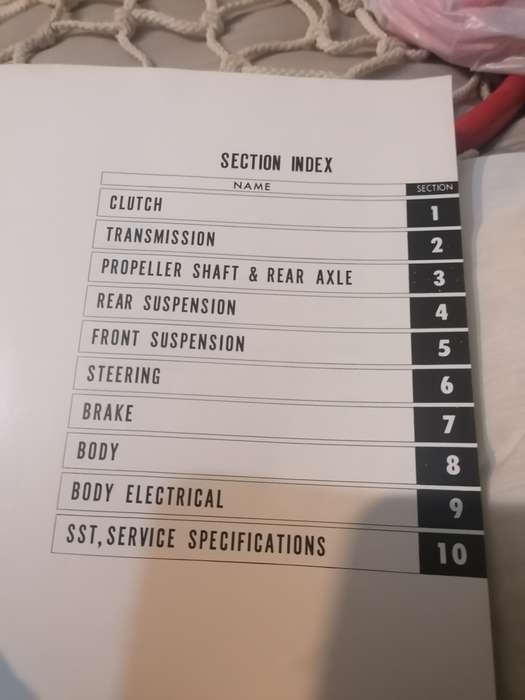 SECTION INDEX
NAME SECTION
CLUTCH 1
TRANSMISSION 2
PROPELLER SHAFT & REAR AXLE 3
REAR SUSPENSION 4
FRONT SUSPENSION 5
STEERING 6
BRAKE 7
BODY 8
BODY ELECTRICAL 9
SST, SERVICE SPECIFICATIONS 10